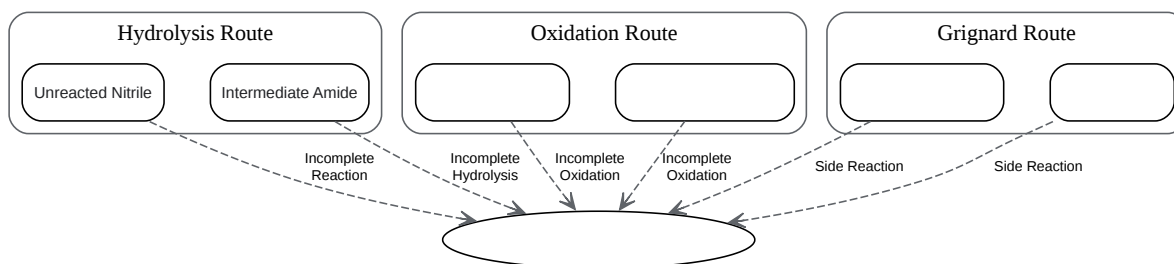 Hydrolysis Route
Oxidation Route
Grignard Route
Unreacted Nitrile
Intermediate Amide
Incomplete
Reaction
Incomplete
Hydrolysis
Incomplete
Oxidation
Incomplete
Oxidation
Side Reaction
Side Reaction